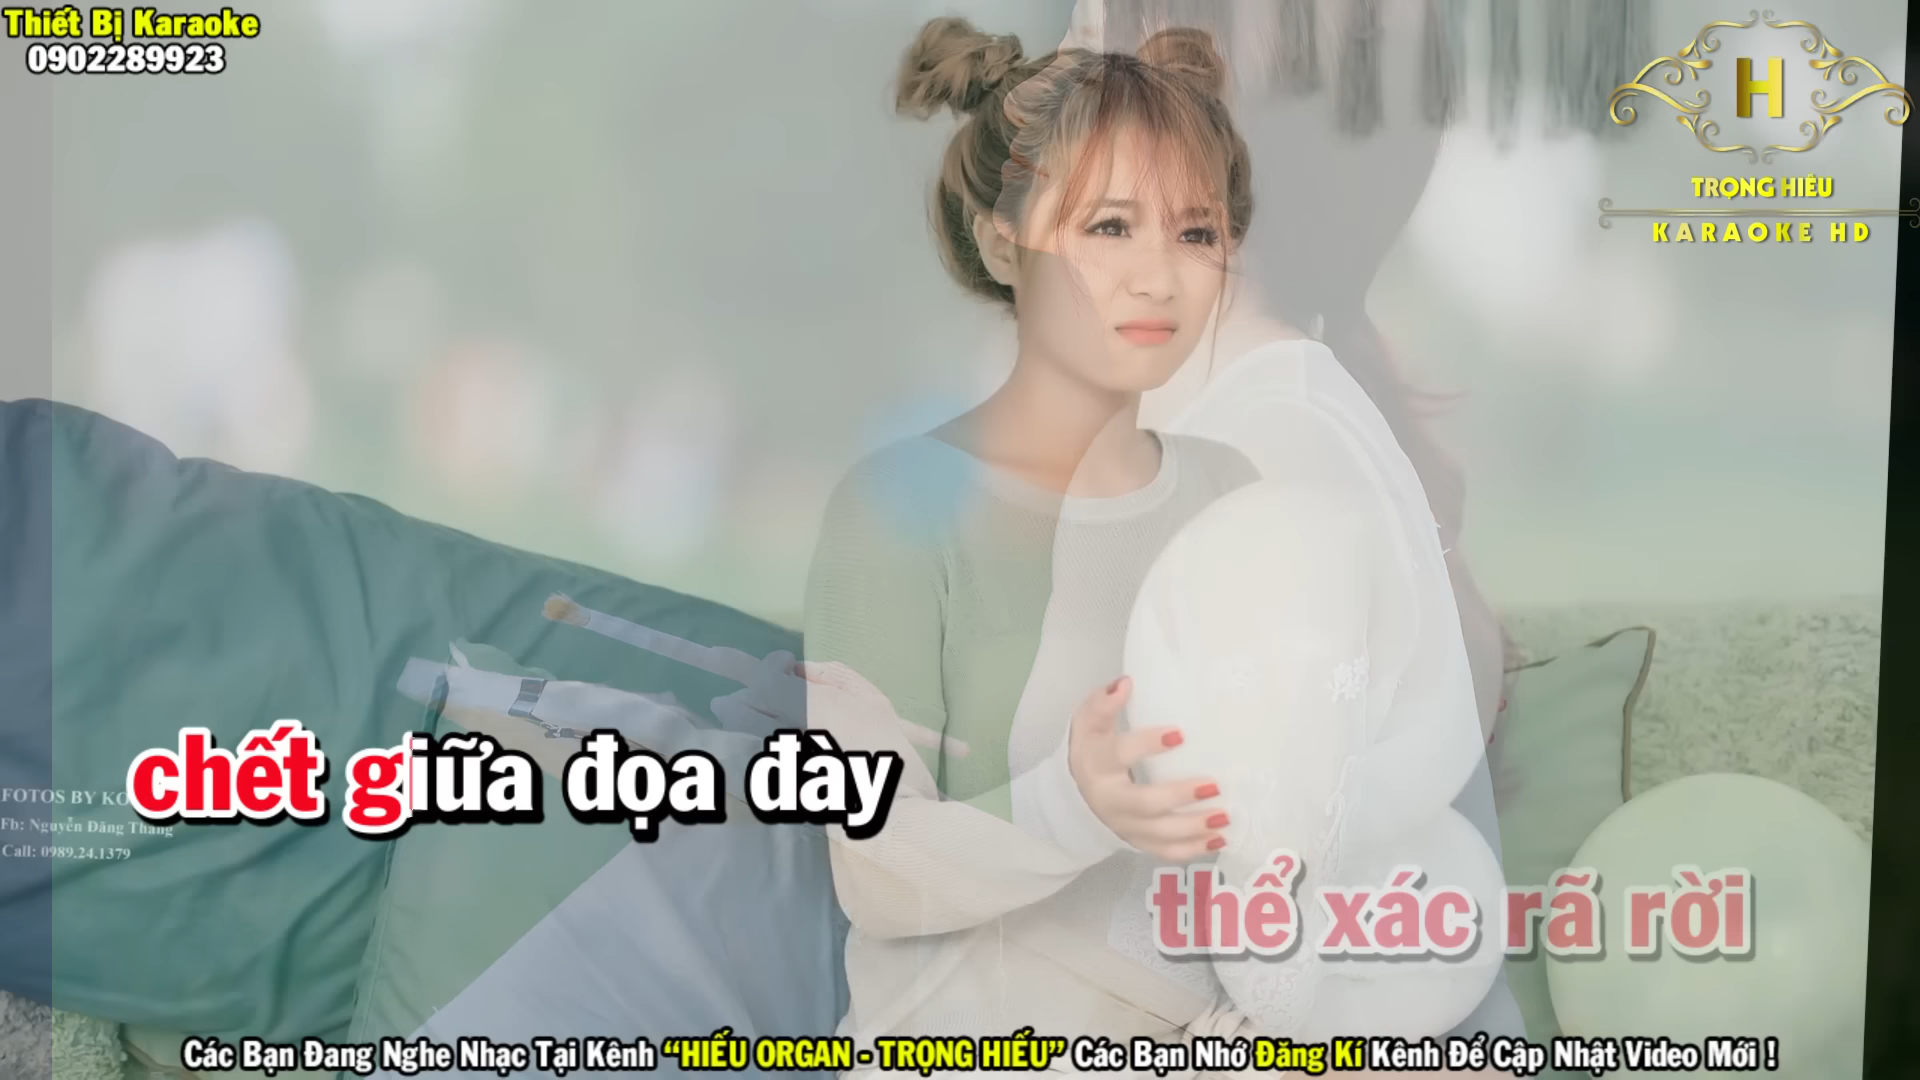 Thiết Bị Karaoke
0902289923
H
TRỌNG HIẾU
KARAOKE HD
chết giữa đọa đày
FOTOS BY KO
Fb: Nguyễn Đăng Thắng
Call: 0989.24.1379
thể xác rã rời
Các Bạn Đang Nghe Nhạc Tại Kênh “HIẾU ORGAN - TRỌNG HIẾU” Các Bạn Nhớ Đăng Kí Kênh Để Cập Nhật Video Mới !